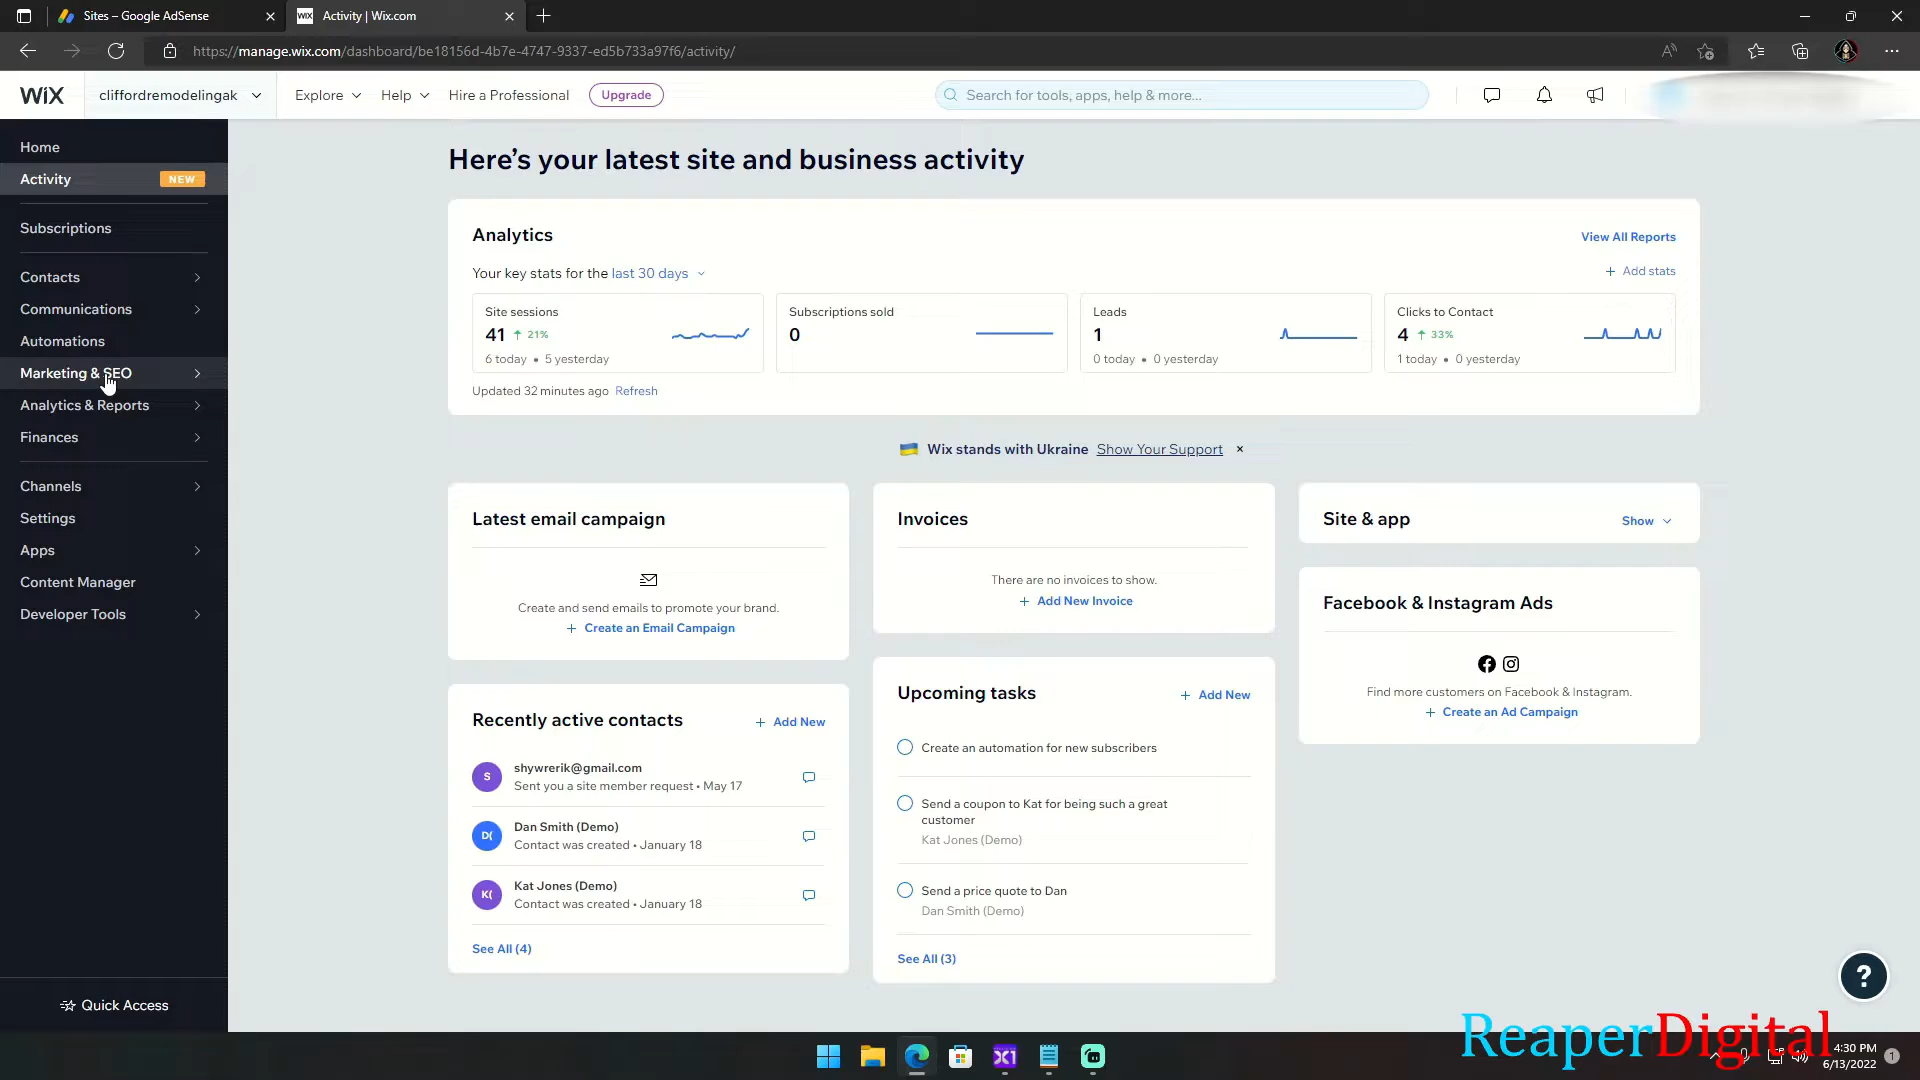 Sites – Google AdSense
WIX
Activity | Wix.com
https://manage.wix.com/dashboard/be18156d-4b7e-4747-9337-ed5b733a97f6/activity/
WiX
cliffordremodelingak
Explore
Help
Hire a Professional
Upgrade
Search for tools, apps, help & more...
Home
Activity
NEW
Subscriptions
Contacts
Communications
Automations
Marketing & SEO
Analytics & Reports
Finances
Channels
Settings
Apps
Content Manager
Developer Tools
Quick Access
Here’s your latest site and business activity
Analytics
View All Reports
Your key stats for the last 30 days
+ Add stats
Site sessions
41 ↑ 21%
6 today • 5 yesterday
Subscriptions sold
0
Leads
1
0 today • 0 yesterday
Clicks to Contact
4 ↑ 33%
1 today • 0 yesterday
Updated 32 minutes ago Refresh
Wix stands with Ukraine Show Your Support ×
Latest email campaign
Create and send emails to promote your brand.
+ Create an Email Campaign
Recently active contacts
+ Add New
S
shywrerik@gmail.com
Sent you a site member request • May 17
D(
Dan Smith (Demo)
Contact was created • January 18
K(
Kat Jones (Demo)
Contact was created • January 18
See All (4)
Invoices
There are no invoices to show.
+ Add New Invoice
Upcoming tasks
+ Add New
Create an automation for new subscribers
Send a coupon to Kat for being such a great
customer
Kat Jones (Demo)
Send a price quote to Dan
Dan Smith (Demo)
See All (3)
Site & app
Show
Facebook & Instagram Ads
Find more customers on Facebook & Instagram.
+ Create an Ad Campaign
?
ReaperDigital
X1
4:30 PM
6/13/2022
1